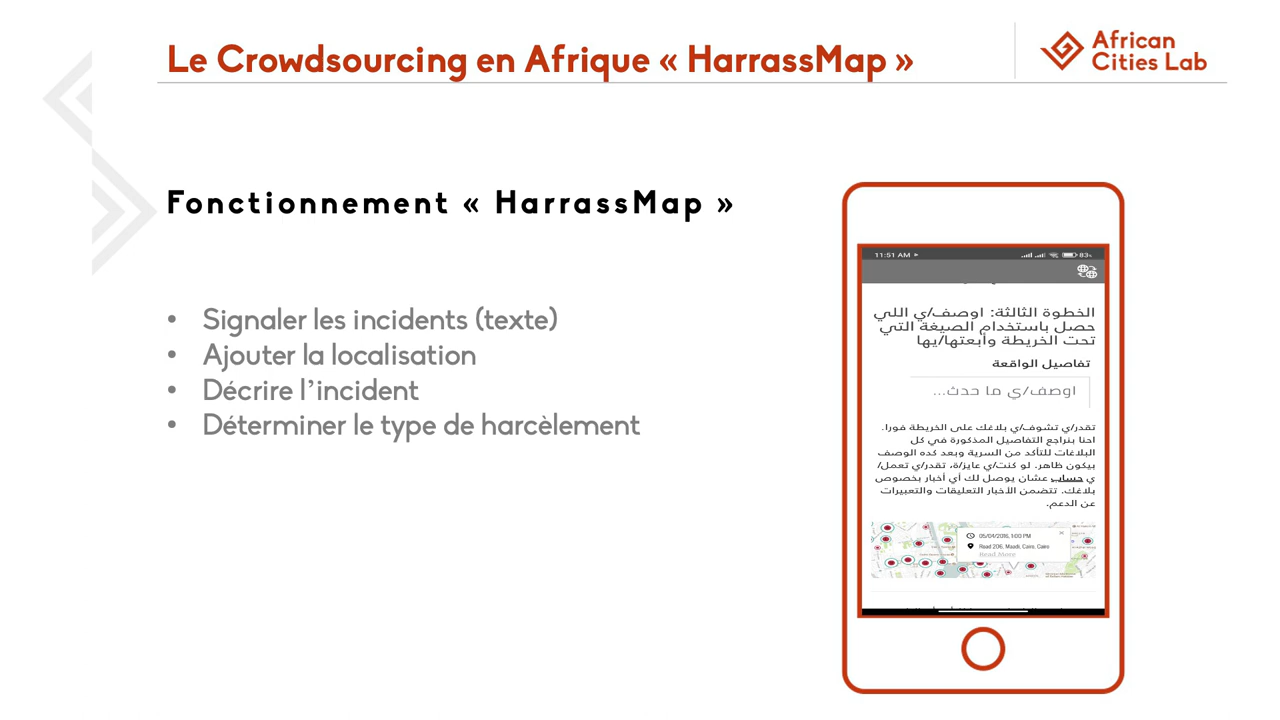 Le Crowdsourcing en Afrique « HarrassMap »
African
Cities Lab
Fonctionnement « HarrassMap »
• Signaler les incidents (texte)
• Ajouter la localisation
• Décrire l’incident
• Déterminer le type de harcèlement
11:51 AM
83%
الخطوة الثالثة: اوصف/ي اللي
حصل باستخدام الصيغة التي
تحت الخريطة وأبعتها/يها
تفاصيل الواقعة
اوصف/ي ما حدث...
تقدر/ي تشوف/ي بلاغك على الخريطة فورا.
احنا بنراجع التفاصيل المذكورة في كل
البلاغات للتأكد من السرية وبعد كده الوصف
بيكون ظاهر. لو كنت/ي عايز/ة، تقدر/ي تعمل/
ي حساب عشان يوصل لك أي أخبار بخصوص
بلاغك. تتضمن الأخبار التعليقات والتعبيرات
عن الدعم.
05/04/2016, 1:00 PM
Road 206, Maadi, Cairo, Cairo
Read More